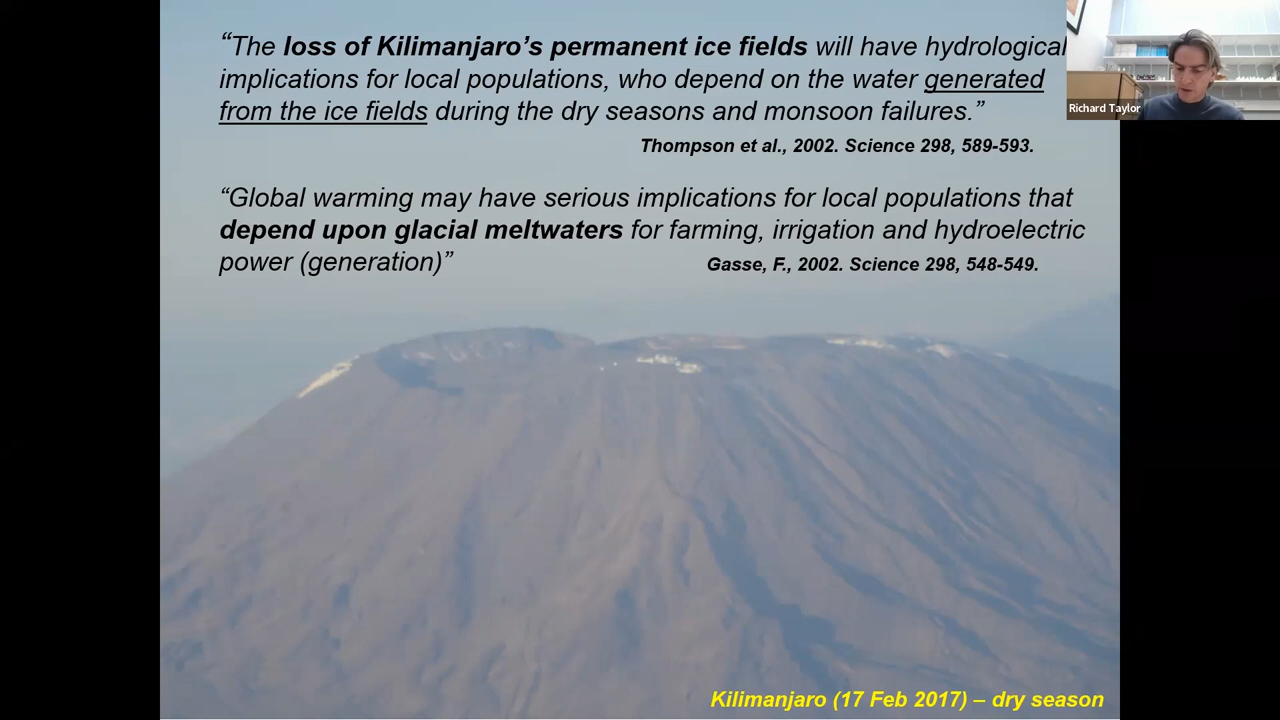 “The loss of Kilimanjaro’s permanent ice fields will have hydrological
implications for local populations, who depend on the water generated
from the ice fields during the dry seasons and monsoon failures.”
Thompson et al., 2002. Science 298, 589-593.
“Global warming may have serious implications for local populations that
depend upon glacial meltwaters for farming, irrigation and hydroelectric
power (generation)”
Gasse, F., 2002. Science 298, 548-549.
Richard Taylor
Kilimanjaro (17 Feb 2017) – dry season